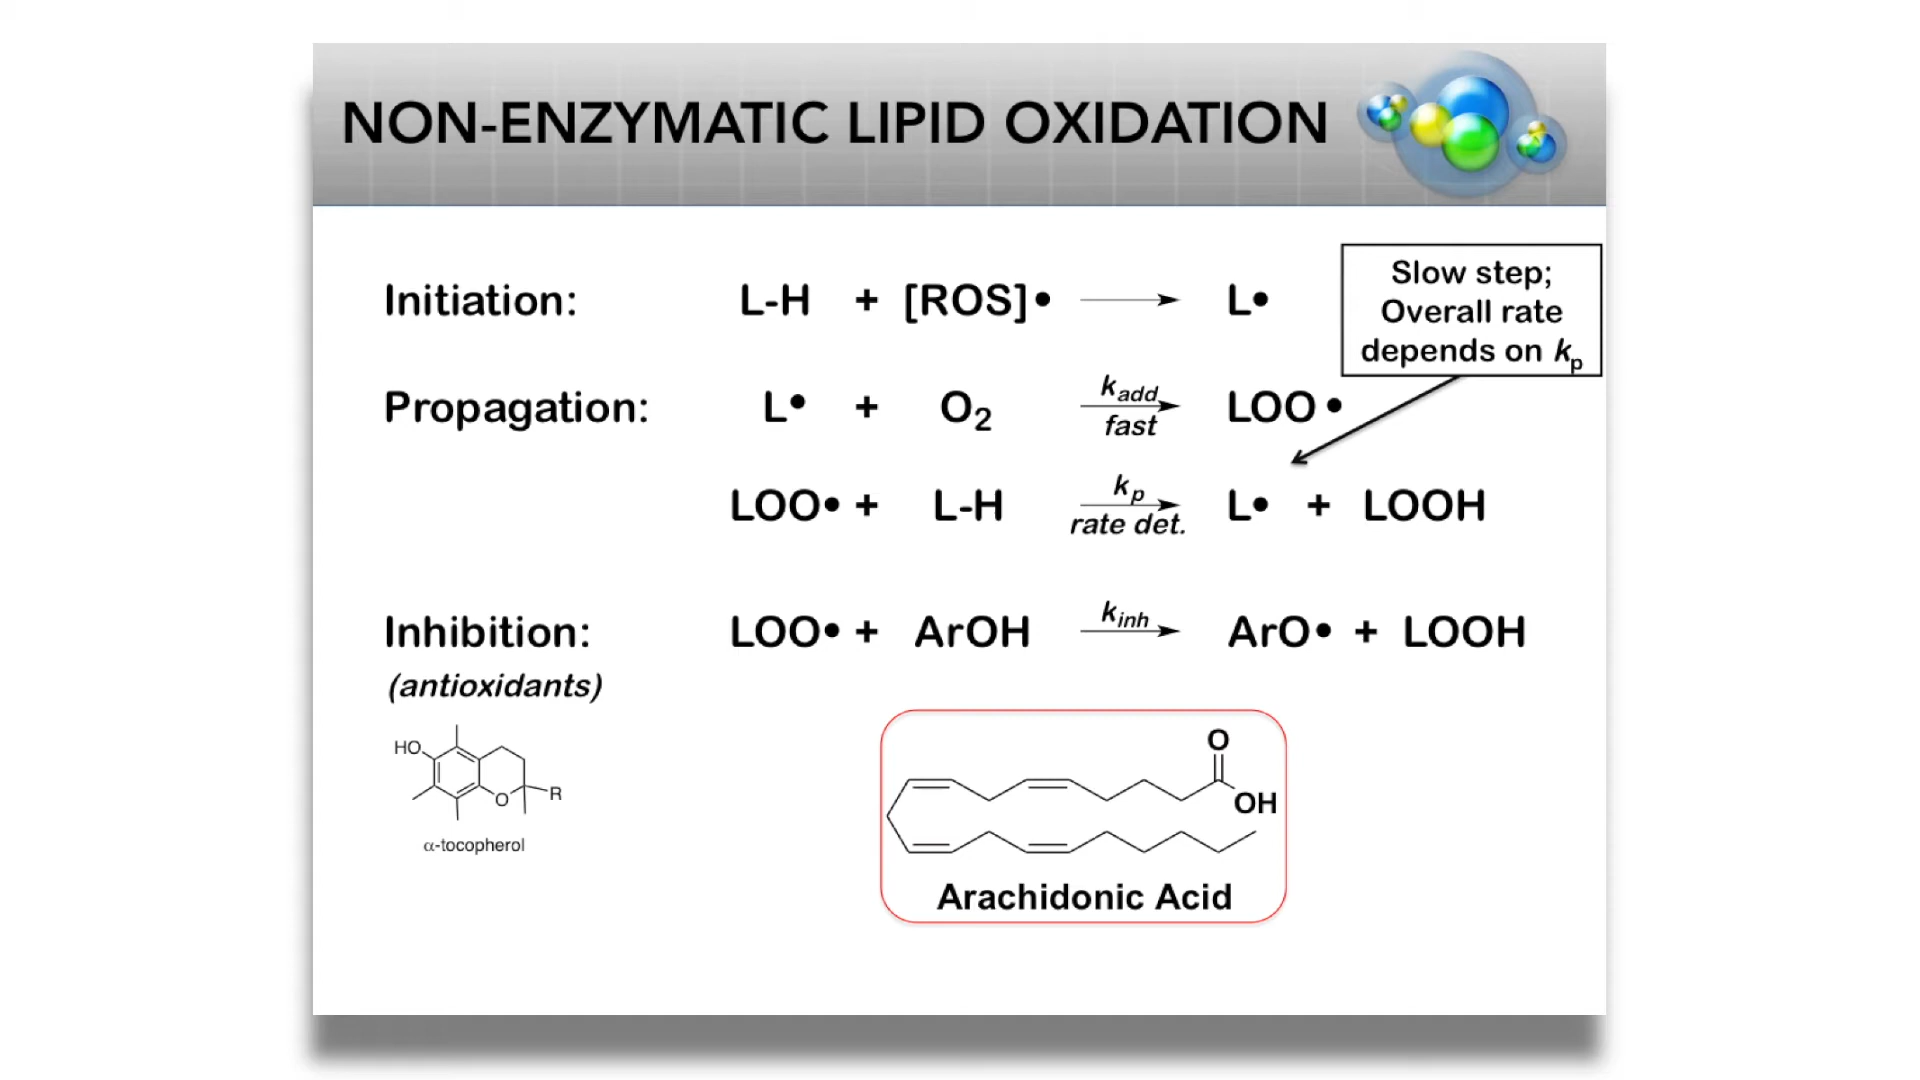 NON-ENZYMATIC LIPID OXIDATION
Initiation: L-H + [ROS]• L•
Slow step;
Overall rate
depends on kp
Propagation: L• + O2 kadd fast LOO•
LOO• + L-H kp rate det. L• + LOOH
Inhibition: LOO• + ArOH kinh ArO• + LOOH
(antioxidants)
HO
O
R
α-tocopherol
O
OH
Arachidonic Acid